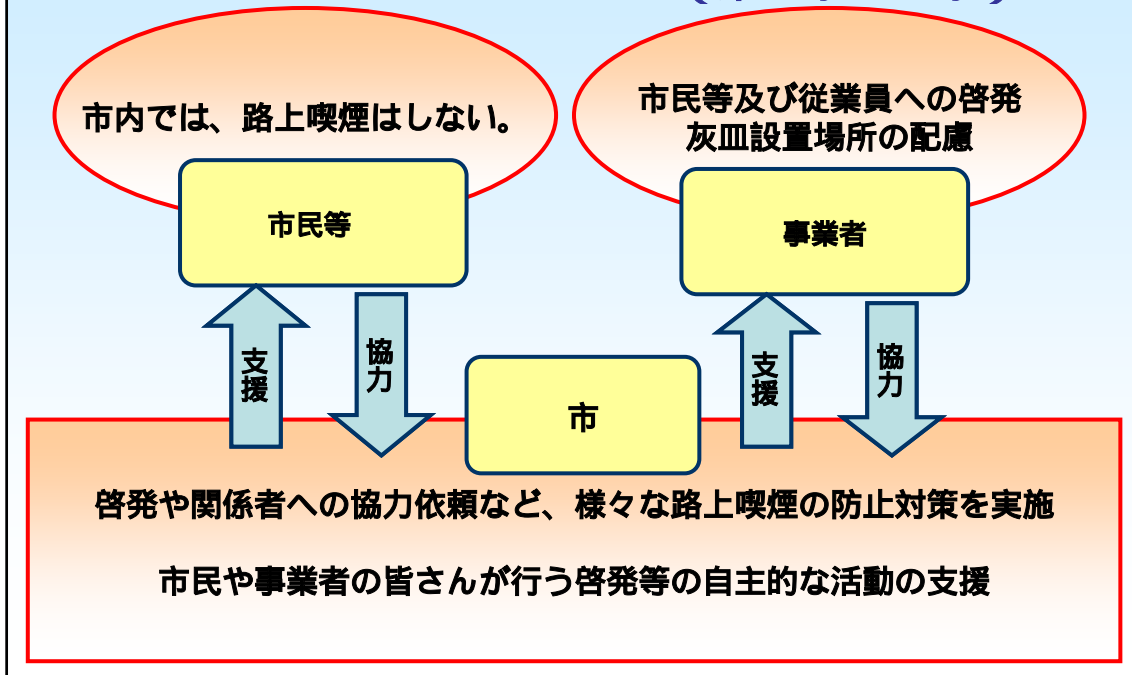 市内では、路上喫煙はしない。
市民等及び従業員への啓発
灰皿設置場所の配慮
市民等
事業者
支援
協力
支援
協力
市
啓発や関係者への協力依頼など、様々な路上喫煙の防止対策を実施
市民や事業者の皆さんが行う啓発等の自主的な活動の支援